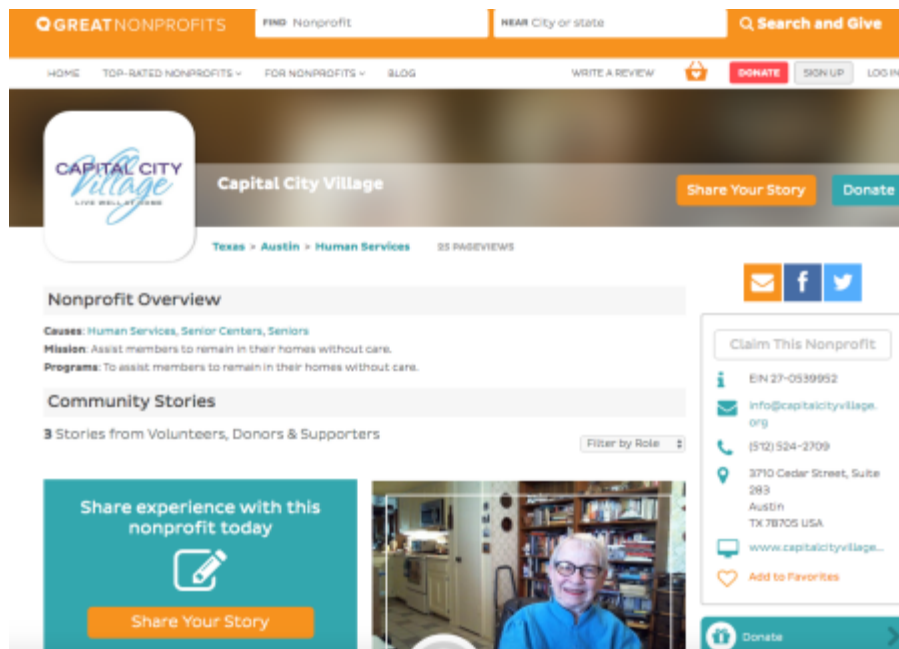 GREATNONPROFITS
FIND Nonprofit
NEAR City or state
Search and Give
HOME
TOP-RATED NONPROFITS
FOR NONPROFITS
BLOG
WRITE A REVIEW
DONATE
SIGN UP
LOG IN
CAPITAL CITY
Village
LIVE WELL AT HOME
Capital City Village
Share Your Story
Donate
Texas > Austin > Human Services
25 PAGEVIEWS
Nonprofit Overview
Causes: Human Services, Senior Centers, Seniors
Mission: Assist members to remain in their homes without care.
Programs: To assist members to remain in their homes without care.
Community Stories
3 Stories from Volunteers, Donors & Supporters
Filter by Role
Share experience with this
nonprofit today
Share Your Story
f
Claim This Nonprofit
EIN 27-0539952
info@capitalcityvillage.
org
(512) 524-2709
3710 Cedar Street, Suite
283
Austin
TX 78705 USA
www.capitalcityvillage...
Add to Favorites
Donate